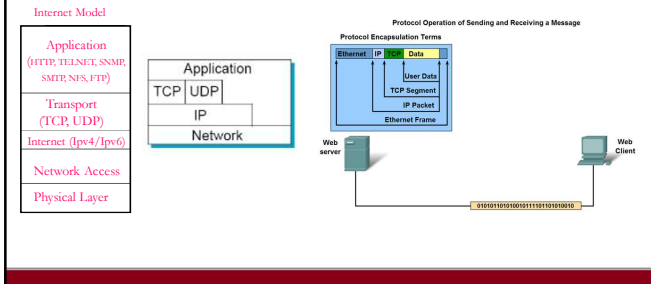 Internet Model
Application
(HTTP, TELNET, SNMP,
SMTP, NFS, FTP)
Transport
(TCP, UDP)
Internet (Ipv4/Ipv6)
Network Access
Physical Layer
Application
TCP UDP
IP
Network
Protocol Operation of Sending and Receiving a Message
Protocol Encapsulation Terms
Ethernet IP TCP Data
User Data
TCP Segment
IP Packet
Ethernet Frame
Web
server
Web
Client
0101011010100101111101101010010